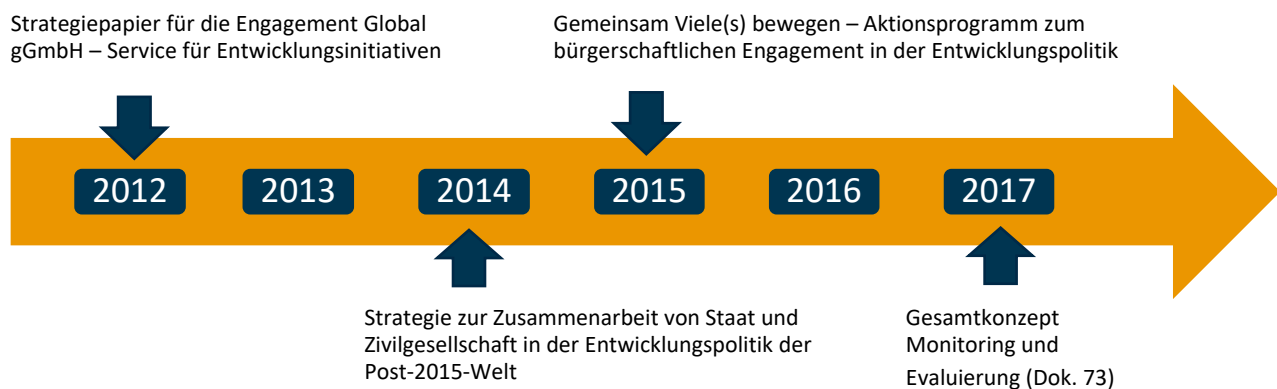 Strategiepapier für die Engagement Global
gGmbH – Service für Entwicklungsinitiativen
Gemeinsam Viele(s) bewegen – Aktionsprogramm zum
bürgerschaftlichen Engagement in der Entwicklungspolitik
2012
2013
2014
2015
2016
2017
Strategie zur Zusammenarbeit von Staat und
Zivilgesellschaft in der Entwicklungspolitik der
Post-2015-Welt
Gesamtkonzept
Monitoring und
Evaluierung (Dok. 73)